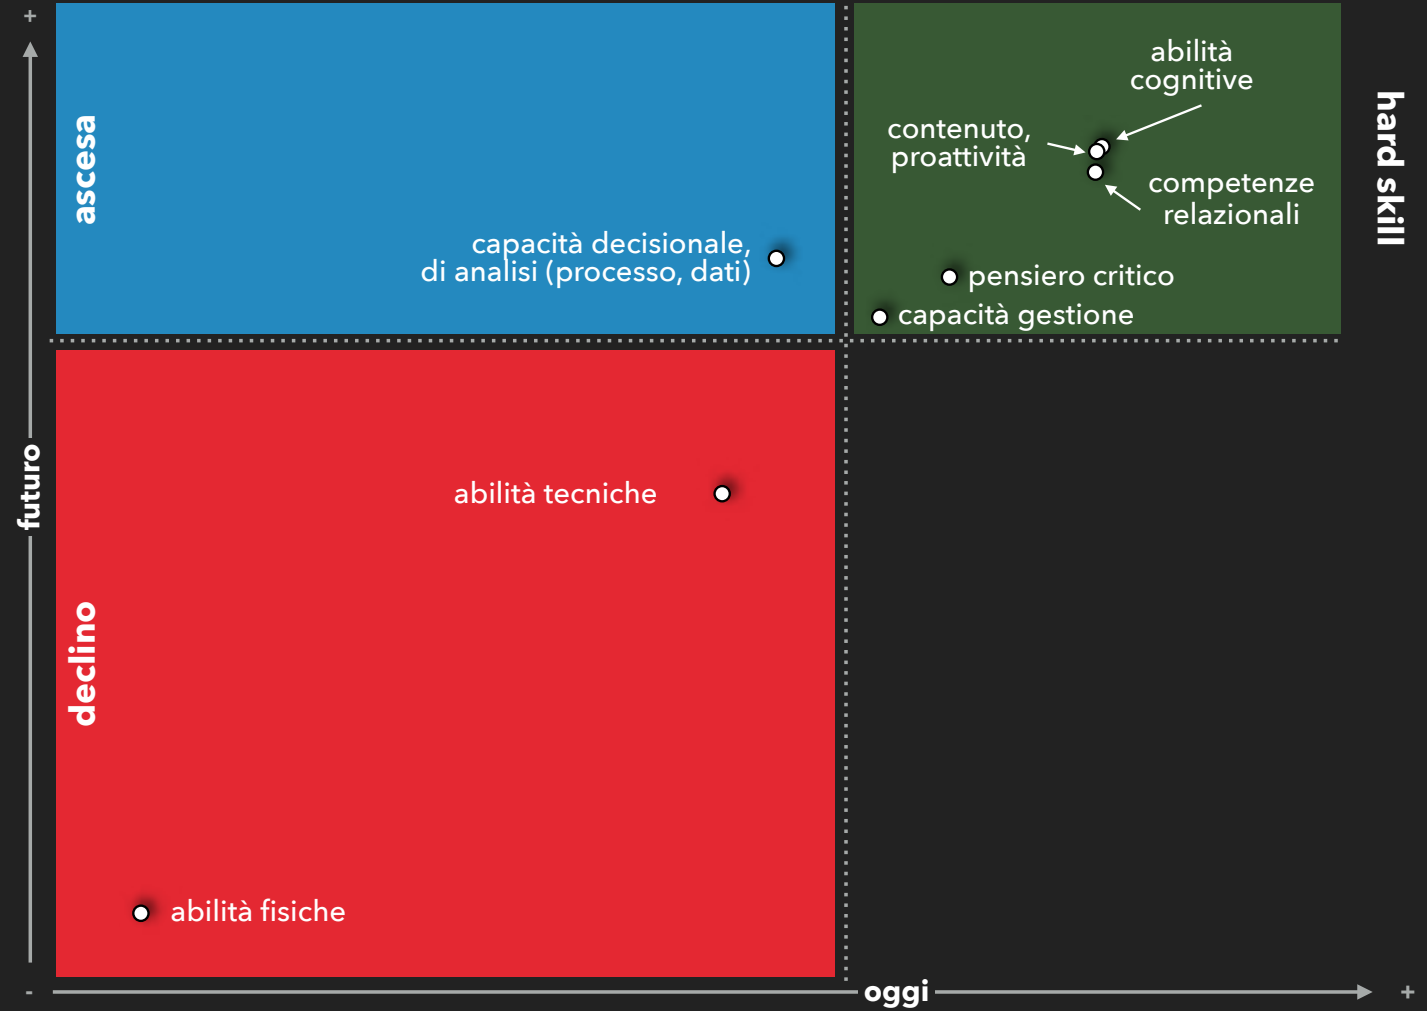 +
ascesa
abilità
cognitive
contenuto,
proattività
competenze
relazionali
hard skill
capacità decisionale,
di analisi (processo, dati)
pensiero critico
capacità gestione
futuro
abilità tecniche
declino
abilità fisiche
-
oggi
+